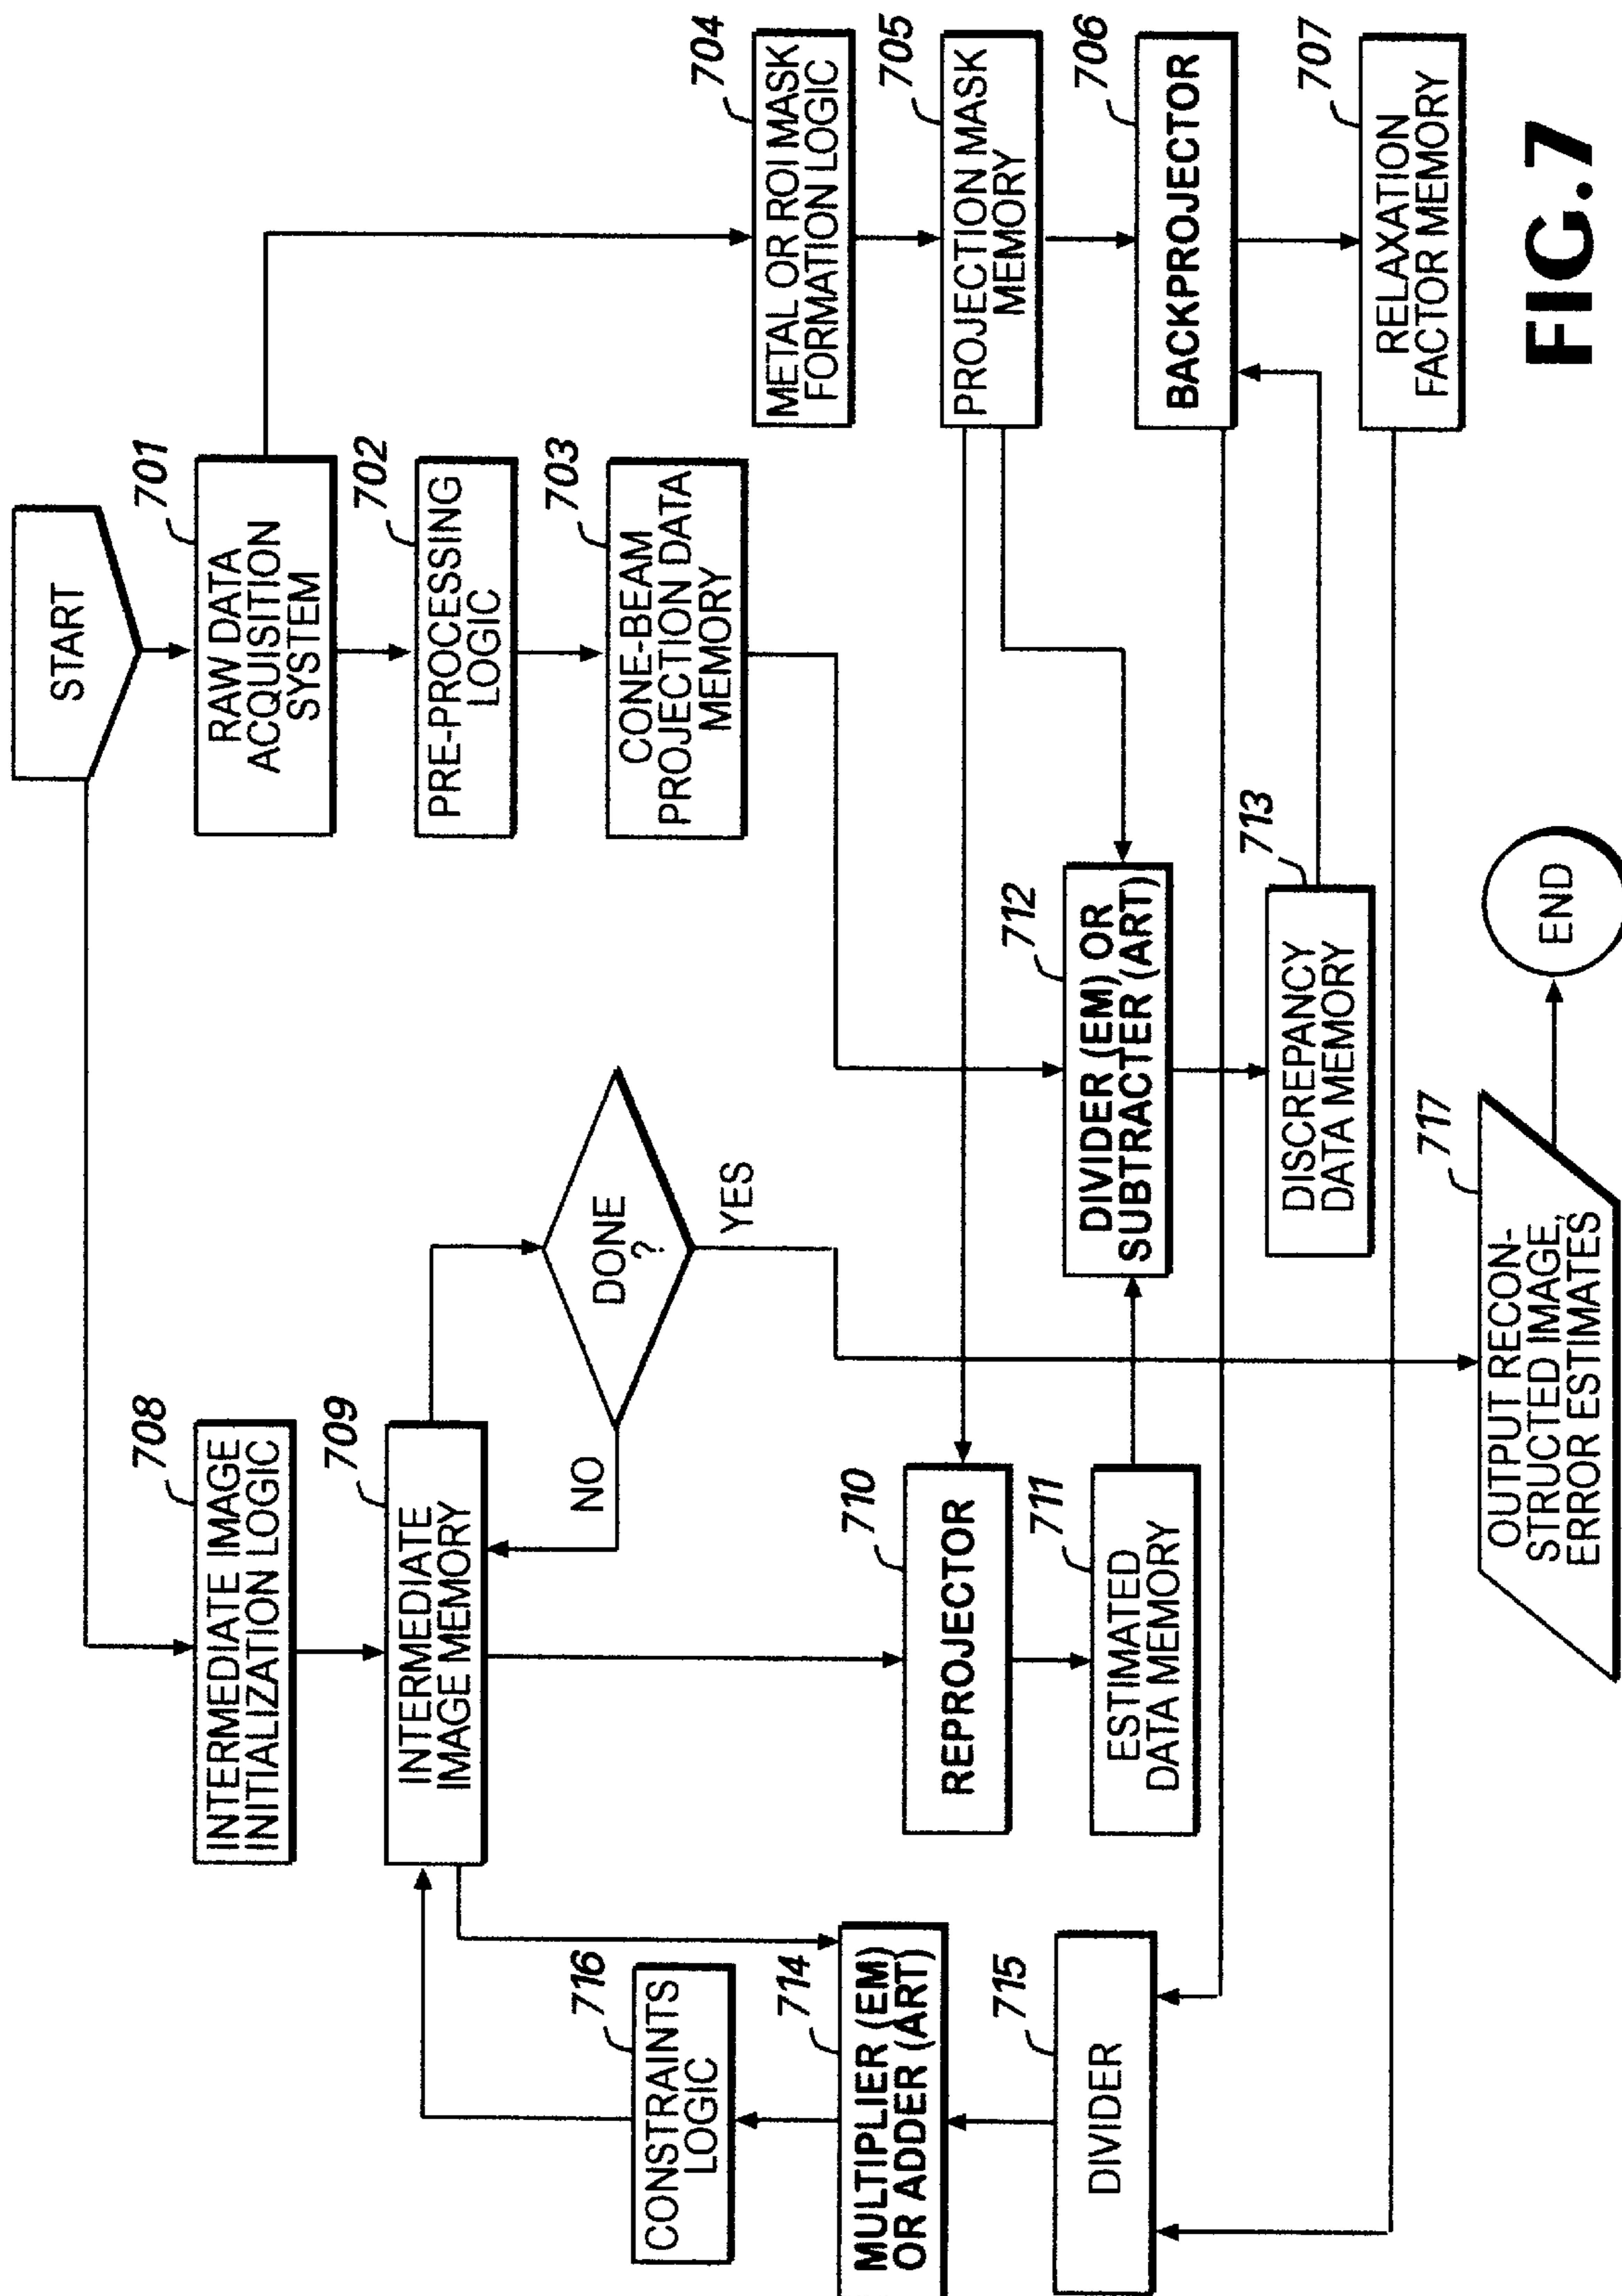 START
701
RAW DATA
ACQUISITION
SYSTEM
702
PRE-PROCESSING
LOGIC
703
CONE-BEAM
PROJECTION DATA
MEMORY
704
METAL OR ROI MASK
FORMATION LOGIC
705
PROJECTION MASK
MEMORY
706
BACKPROJECTOR
707
RELAXATION
FACTOR MEMORY
708
INTERMEDIATE IMAGE
INITIALIZATION LOGIC
709
INTERMEDIATE
IMAGE MEMORY
DONE
?
NO
YES
710
REPROJECTOR
711
ESTIMATED
DATA MEMORY
712
DIVIDER (EM) OR
SUBTRACTER (ART)
713
DISCREPANCY
DATA MEMORY
716
CONSTRAINTS
LOGIC
714
MULTIPLIER (EM)
OR ADDER (ART)
715
DIVIDER
717
OUTPUT RECON-
STRUCTED IMAGE,
ERROR ESTIMATES
END
FIG.7